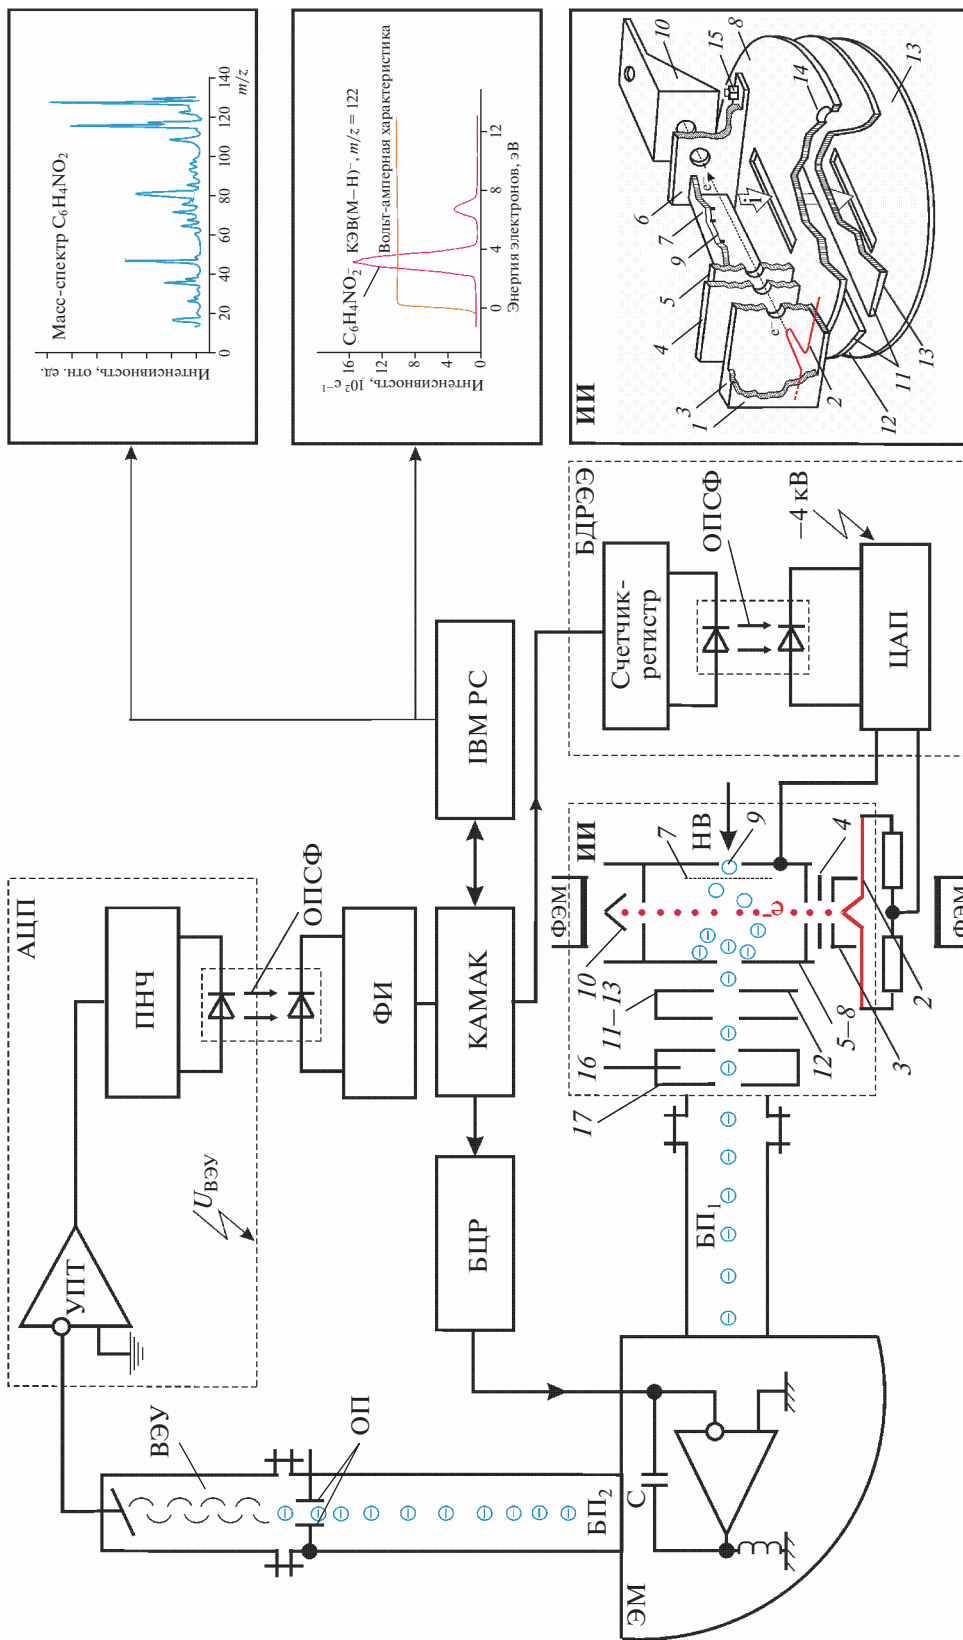 АЦП
УПТ
ПНЧ
ОПСФ
U_ВЭУ
ВЭУ
ОП
ФИ
КАМАК
IBM PC
БЦР
БП₂
ЭМ
C
БП₁
Масс-спектр C₆H₄NO₂
Интенсивность, отн. ед.
0
20
40
60
80
100
120
140
m/z
C₆H₄NO₂⁻ КЭВ(M−H)⁻, m/z = 122
Вольт-амперная характеристика
Интенсивность, 10² с⁻¹
16
12
8
4
0
0
4
8
12
Энергия электронов, эВ
ИИ
1
3
4
5
9
7
6
10
15
8
14
13
e⁻
e⁻
i
2
12
11
13
БДРЭЭ
Счетчик-
регистр
ОПСФ
−4 кВ
ЦАП
ИИ
ФЭМ
10
11−13
16
17
НВ
7
9
e⁻
4
12
5−8
3
2
ФЭМ